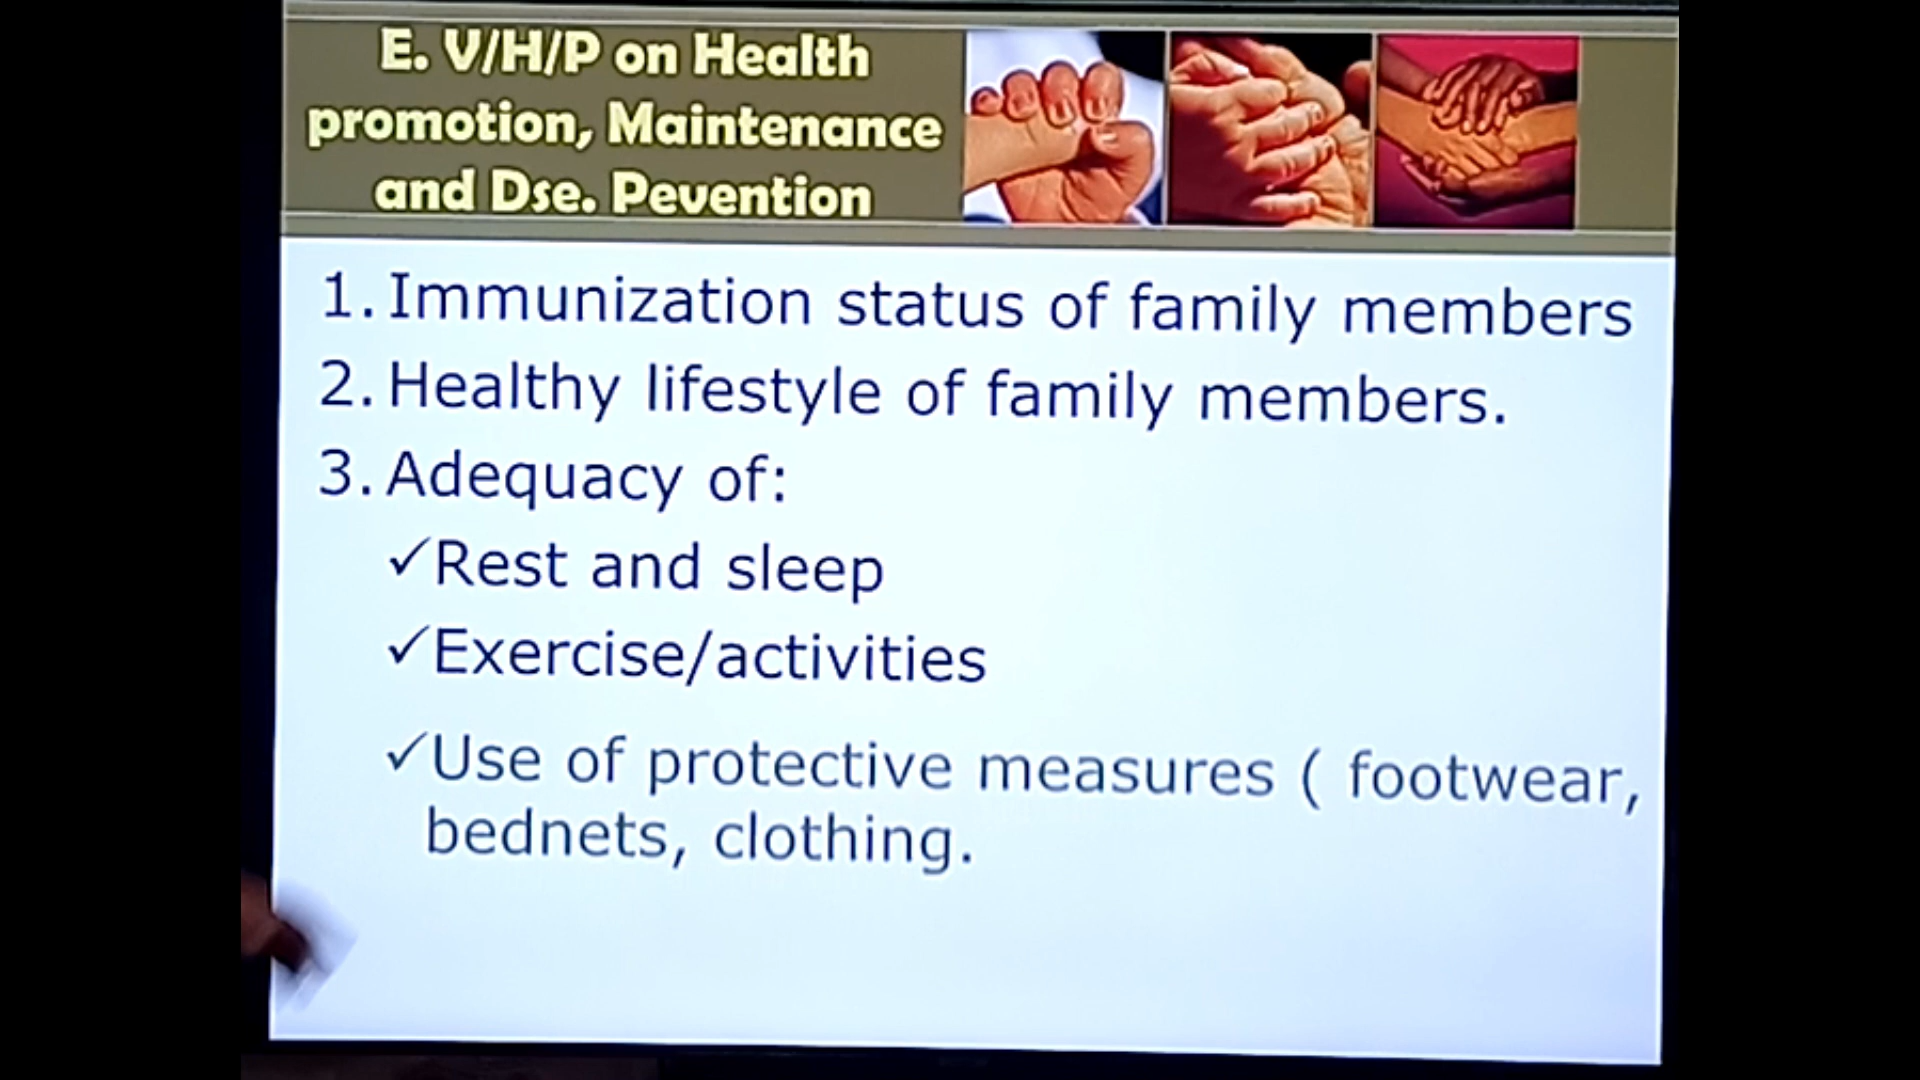 E. V/H/P on Health
promotion, Maintenance
and Dse. Pevention
1. Immunization status of family members
2. Healthy lifestyle of family members.
3. Adequacy of:
✓Rest and sleep
✓Exercise/activities
✓Use of protective measures ( footwear,
bednets, clothing.